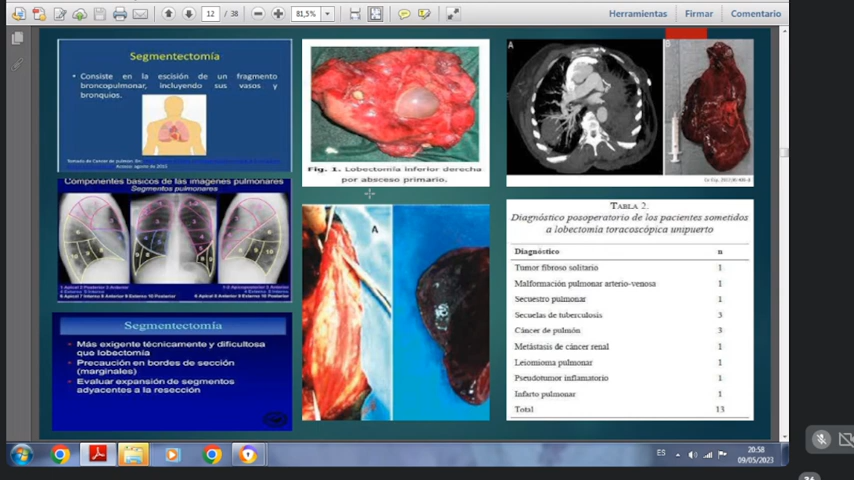 12 / 38
81,5%
Herramientas
Firmar
Comentario
Segmentectomía
• Consiste en la escisión de un fragmento
broncopulmonar, incluyendo sus vasos y
bronquios.
Componentes básicos de las imágenes pulmonares
Segmentos pulmonares
Segmentectomía
Más exigente técnicamente y dificultosa
que lobectomía
Precaución en bordes de sección
(marginales)
Evaluar expansión de segmentos
adyacentes a la resección
Fig. 1. Lobectomía inferior derecha
por absceso primario.
A
A
TABLA 2.
Diagnóstico posoperatorio de los pacientes sometidos
a lobectomía toracoscópica unipuerto
Diagnóstico n
Tumor fibroso solitario 1
Malformación pulmonar arterio-venosa 1
Secuestro pulmonar 1
Secuelas de tuberculosis 3
Cáncer de pulmón 3
Metástasis de cáncer renal 1
Leiomioma pulmonar 1
Pseudotumor inflamatorio 1
Infarto pulmonar 1
Total 13
ES
20:58
09/05/2023